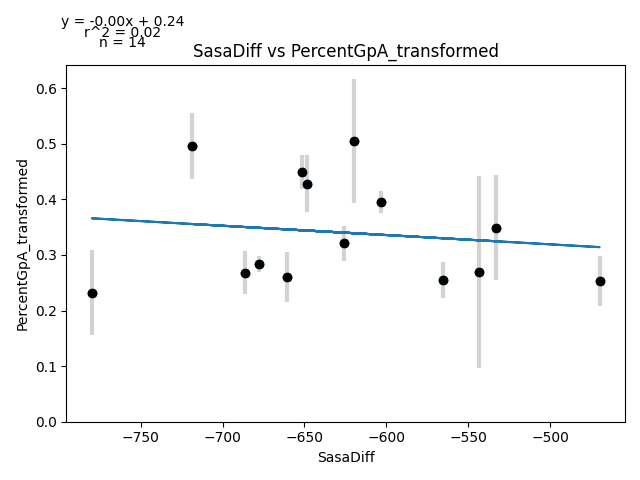 y = -0.00x + 0.24
r^2 = 0.02
n = 14
SasaDiff vs PercentGpA_transformed
PercentGpA_transformed
0.6
0.5
0.4
0.3
0.2
0.1
0.0
−750
−700
−650
−600
−550
−500
SasaDiff